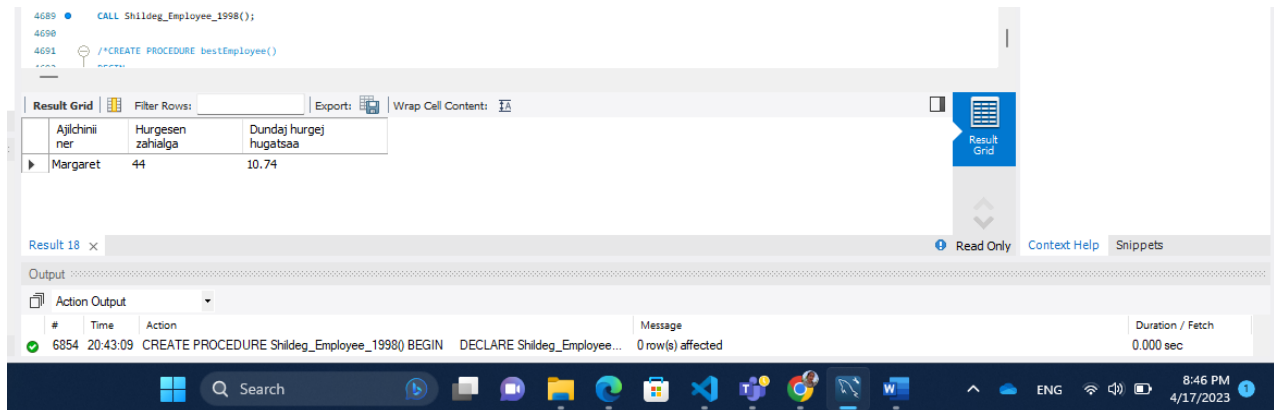 4689 CALL Shildeg_Employee_1998();
4690
4691 /*CREATE PROCEDURE bestEmployee()
Result Grid Filter Rows: Export: Wrap Cell Content: IA
Ajilchinii ner Hurgesen zahialga Dundaj hurgej hugatsaa
Margaret 44 10.74
Result Grid
Result 18 × Read Only Context Help Snippets
Output
Action Output
# Time Action Message Duration / Fetch
6854 20:43:09 CREATE PROCEDURE Shildeg_Employee_1998() BEGIN DECLARE Shildeg_Employee... 0 row(s) affected 0.000 sec
Search ENG 8:46 PM
4/17/2023 1